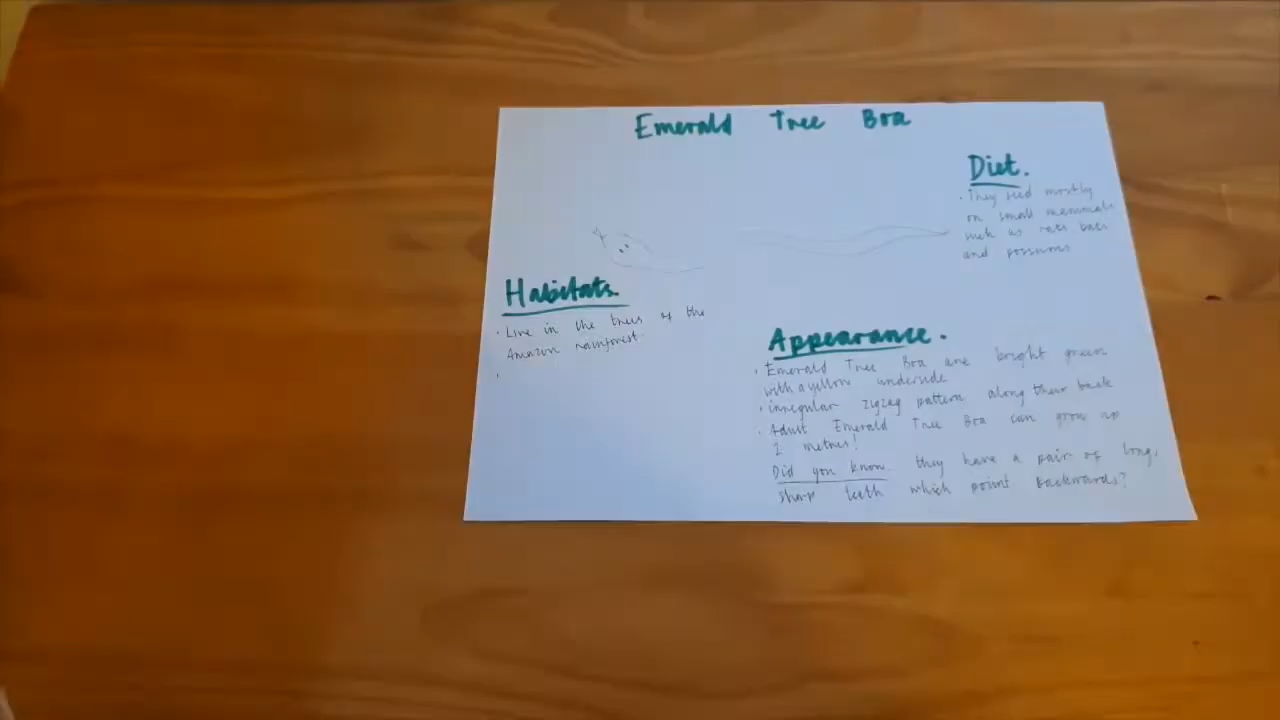 Emerald Tree Boa
Diet.
• They feed mostly
on small mammals
such as rats bats
and possums
Habitats.
• Live in the trees of the
Amazon rainforest.
•
Appearance.
• Emerald Tree Boa are bright green
with a yellow underside
• irregular zigzag pattern along their back
• Adult Emerald Tree Boa can grow up
2 metres!
Did you know they have a pair of long,
sharp teeth which point backwards?